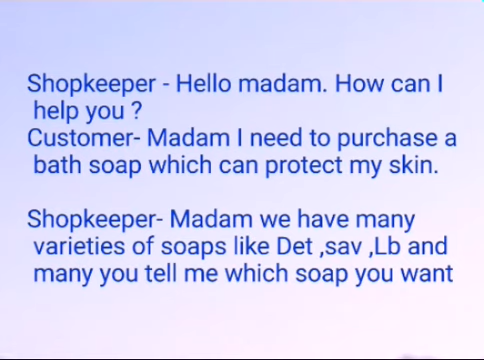 Shopkeeper - Hello madam. How can I
help you ?
Customer- Madam I need to purchase a
bath soap which can protect my skin.
Shopkeeper- Madam we have many
varieties of soaps like Det ,sav ,Lb and
many you tell me which soap you want